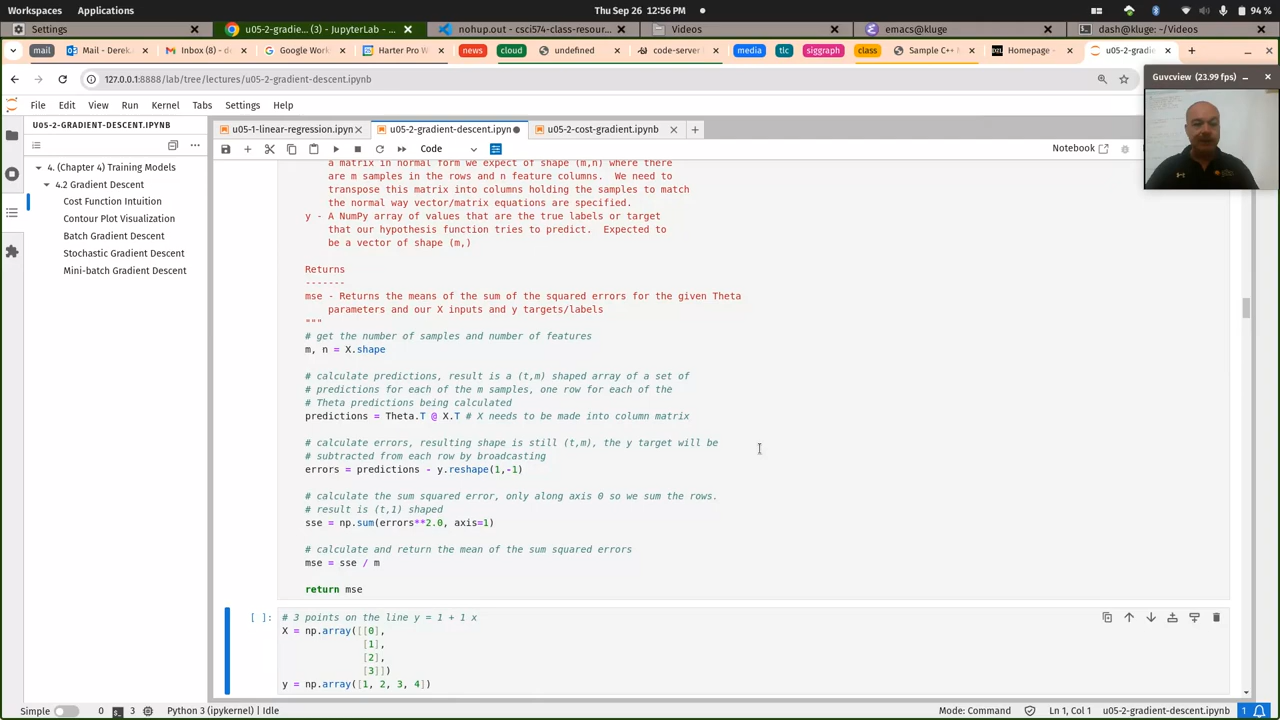 Workspaces Applications Thu Sep 26 12:56 PM 94 %
Settings u05-2-gradie... (3) - JupyterLab - ... nohup.out - csci574-class-resour... Videos emacs@kluge dash@kluge: ~/Videos
mail Mail - Derek. Inbox (8) - d Google Work Harter Pro W news cloud undefined code-server media tlc siggraph class Sample C++ M Homepage - u05-2-gradi
127.0.0.1:8888/lab/tree/lectures/u05-2-gradient-descent.ipynb
Guvcview (23.99 fps)
File Edit View Run Kernel Tabs Settings Help
U05-2-GRADIENT-DESCENT.IPYNB
u05-1-linear-regression.ipyn u05-2-gradient-descent.ipyn u05-2-cost-gradient.ipynb
Code Notebook
4. (Chapter 4) Training Models
4.2 Gradient Descent
Cost Function Intuition
Contour Plot Visualization
Batch Gradient Descent
Stochastic Gradient Descent
Mini-batch Gradient Descent
a matrix in normal form we expect of shape (m,n) where there
are m samples in the rows and n feature columns. We need to
transpose this matrix into columns holding the samples to match
the normal way vector/matrix equations are specified.
y - A NumPy array of values that are the true labels or target
that our hypothesis function tries to predict. Expected to
be a vector of shape (m,)
Returns
-------
mse - Returns the means of the sum of the squared errors for the given Theta
parameters and our X inputs and y targets/labels
"""
# get the number of samples and number of features
m, n = X.shape
# calculate predictions, result is a (t,m) shaped array of a set of
# predictions for each of the m samples, one row for each of the
# Theta predictions being calculated
predictions = Theta.T @ X.T # X needs to be made into column matrix
# calculate errors, resulting shape is still (t,m), the y target will be
# subtracted from each row by broadcasting
errors = predictions - y.reshape(1,-1)
# calculate the sum squared error, only along axis 0 so we sum the rows.
# result is (t,1) shaped
sse = np.sum(errors**2.0, axis=1)
# calculate and return the mean of the sum squared errors
mse = sse / m
return mse
[ ]: # 3 points on the line y = 1 + 1 x
X = np.array([[0],
[1],
[2],
[3]])
y = np.array([1, 2, 3, 4])
Simple 0 3 Python 3 (ipykernel) | Idle Mode: Command Ln 1, Col 1 u05-2-gradient-descent.ipynb 1